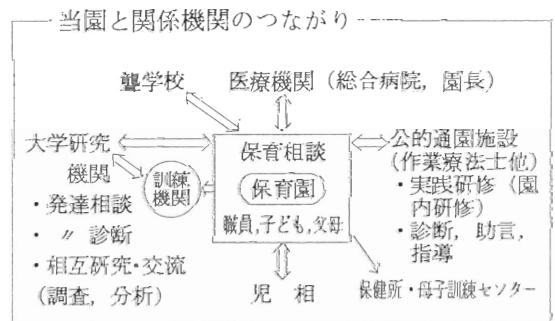 当園と関係機関のつながり
聾学校
医療機関（総合病院，園長）
大学研究
機関
・発達相談
・〃 診断
・相互研究・交流
（調査，分析）
訓練
機関
保育相談
保育園
職員，子ども，父母
公的通園施設
（作業療法士他）
・実践研修（園
内研修）
・診断，助言，
指導
児　相
保健所・母子訓練センター